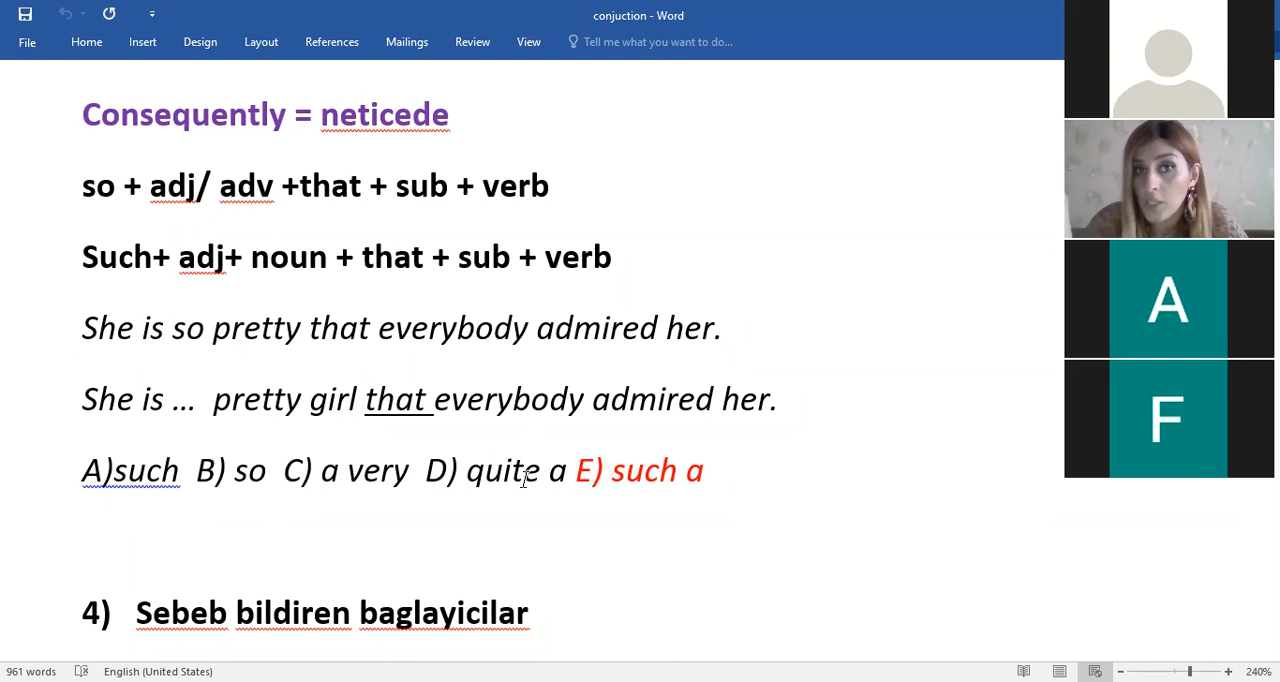 conjuction - Word
File Home Insert Design Layout References Mailings Review View Tell me what you want to do...
Consequently = neticede
so + adj/ adv +that + sub + verb
Such+ adj+ noun + that + sub + verb
She is so pretty that everybody admired her.
She is ... pretty girl that everybody admired her.
A)such B) so C) a very D) quite a E) such a
4) Sebeb bildiren baglayicilar
A
F
961 words English (United States) 240%